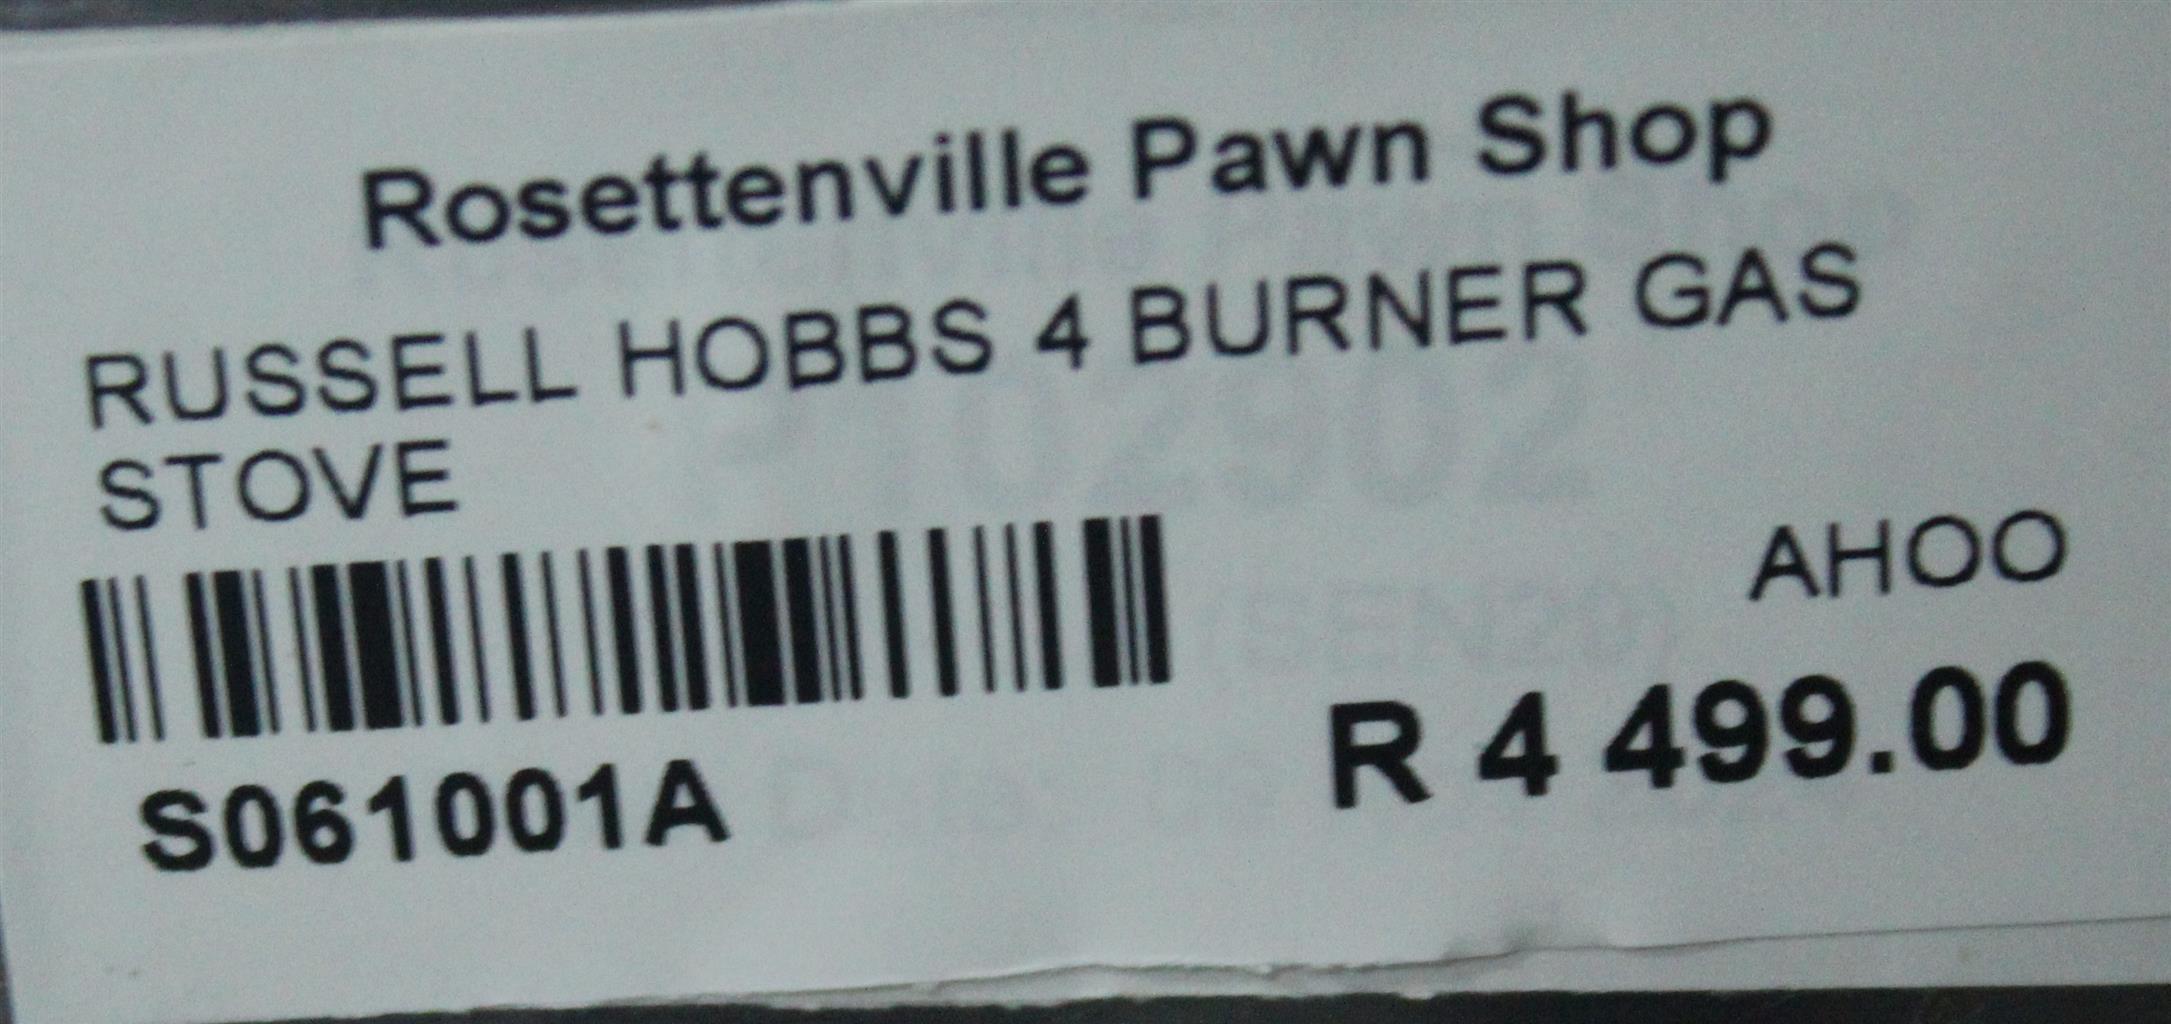 Rosettenville Pawn Shop
RUSSELL HOBBS 4 BURNER GAS
STOVE
AHOO
S061001A
R 4 499.00